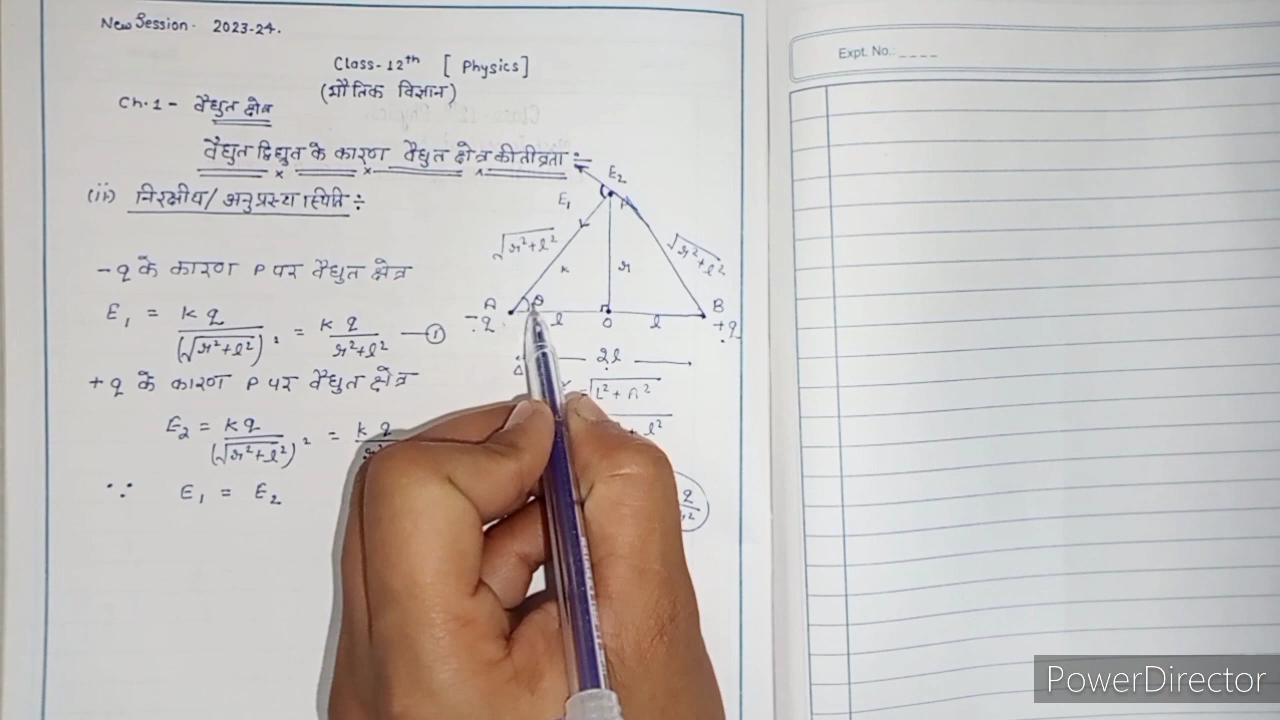 New Session - 2023-24.
Class-12th [Physics]
(भौतिक विज्ञान)
Ch.1 - वैद्युत क्षेत्र
वैद्युत द्विध्रुत के कारण वैद्युत क्षेत्र की तीव्रता :-
(ii) निरक्षीय/अनुप्रस्थ स्थिति :-
E₂
E₁
√r²+l²
√r²+l²
r
A
θ
B
-q
l
O
l
+q
2l
-q के कारण P पर वैद्युत क्षेत्र
E₁ = kq/(√r²+l²)² = kq/r²+l² —①
+q के कारण P पर वैद्युत क्षेत्र
E₂ = kq/(√r²+l²)² = kq
∵ E₁ = E₂
Expt. No.: ____
PowerDirector